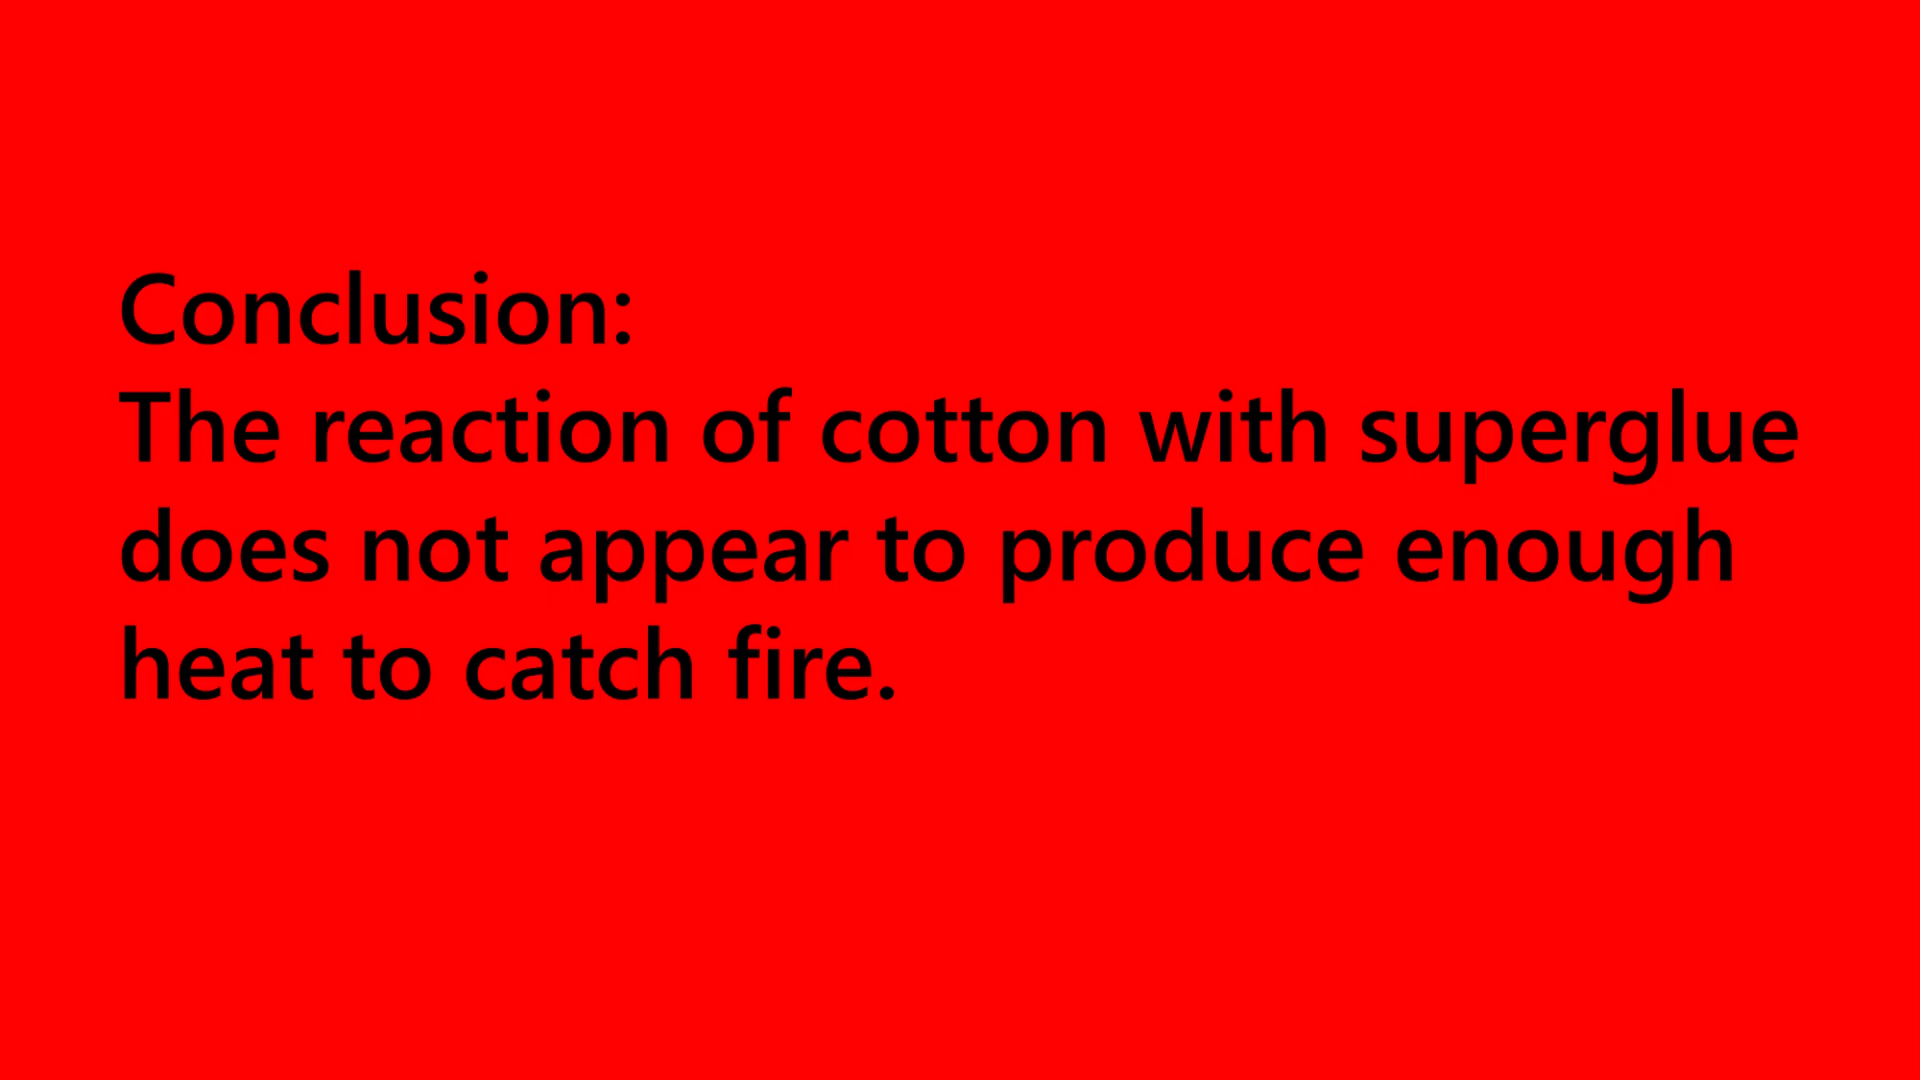 Conclusion:
The reaction of cotton with superglue
does not appear to produce enough
heat to catch fire.